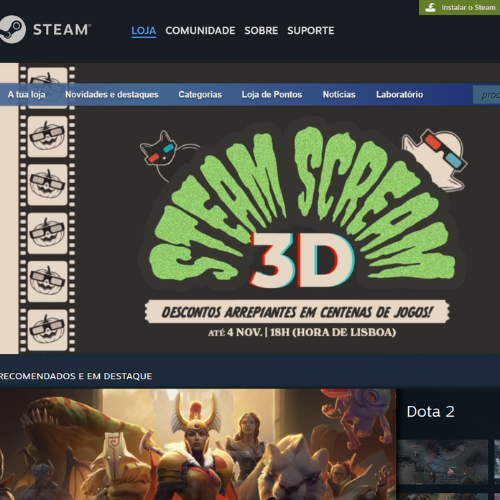 Instalar o Steam
STEAM®
LOJA COMUNIDADE SOBRE SUPORTE
A tua loja Novidades e destaques Categorias Loja de Pontos Notícias Laboratório
STEAM SCREAM
3D
DESCONTOS ARREPIANTES EM CENTENAS DE JOGOS!
ATÉ 4 NOV. | 18H (HORA DE LISBOA)
RECOMENDADOS E EM DESTAQUE
Dota 2